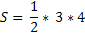 S = 1/2 * 3 * 4